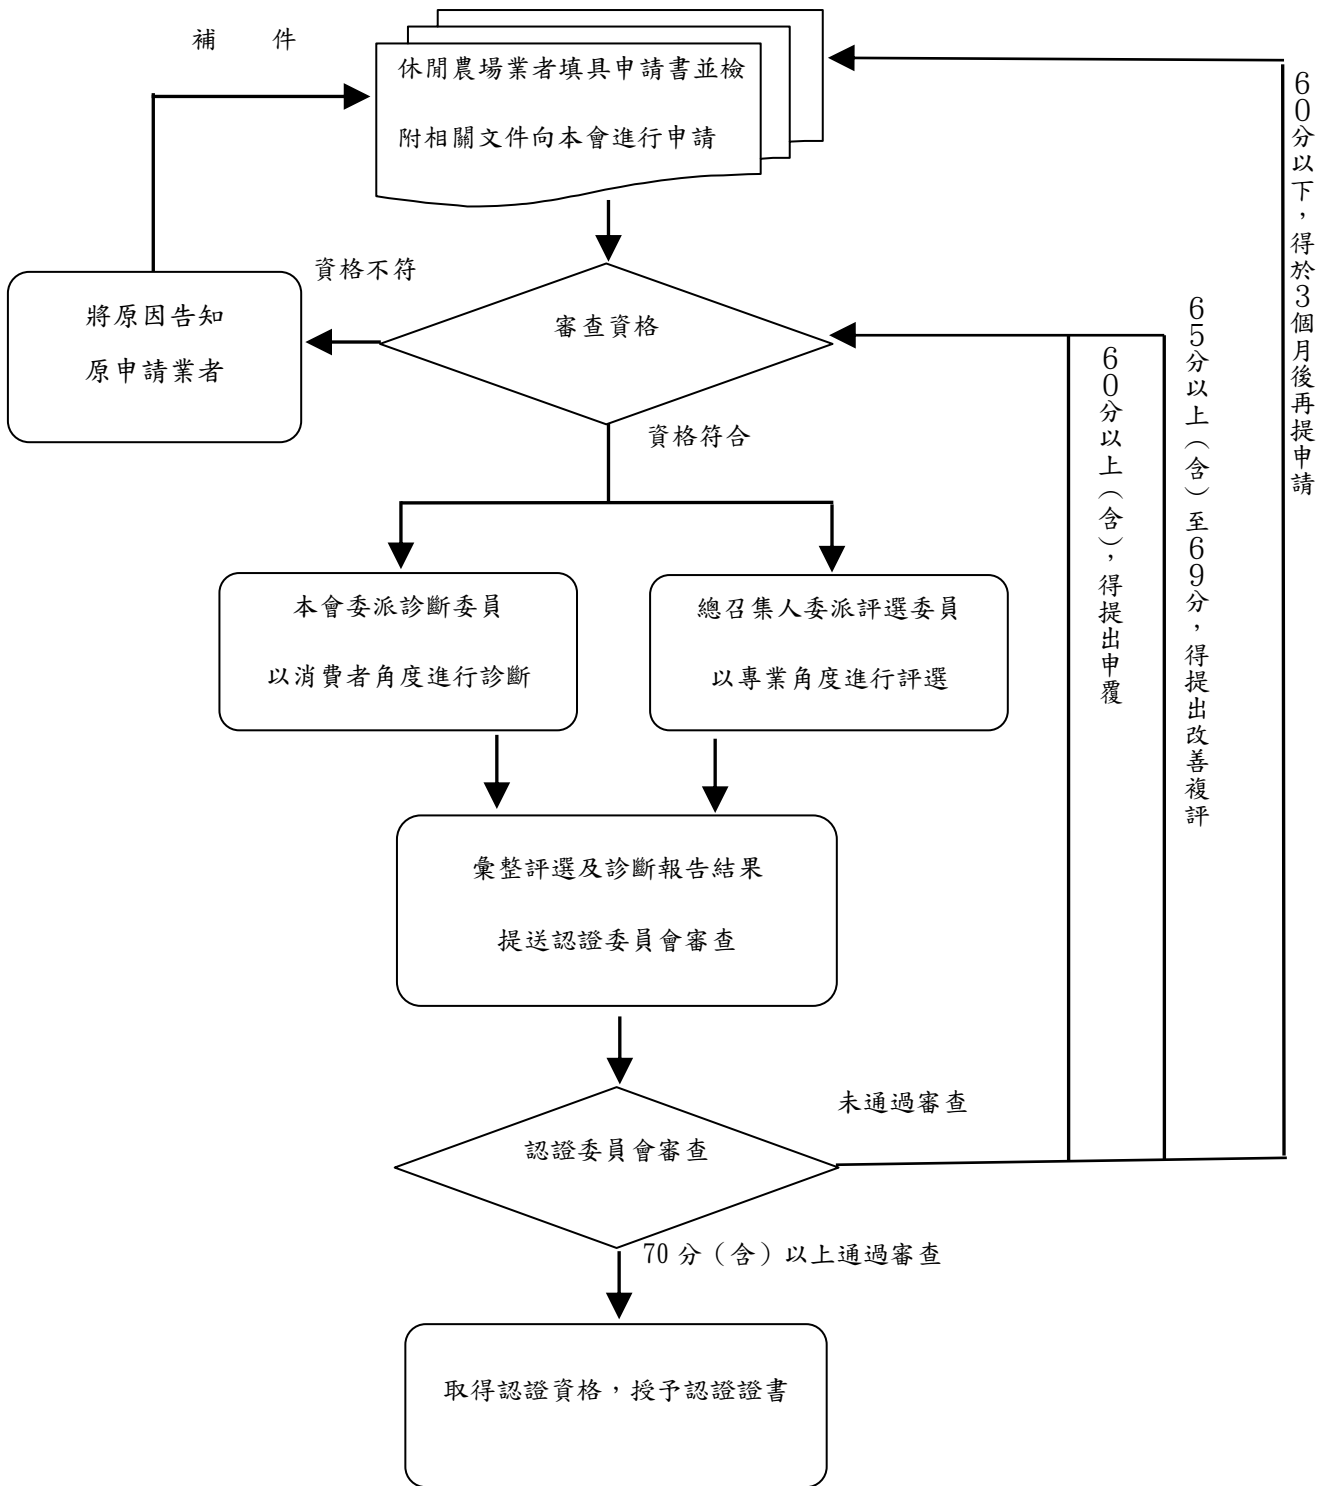 補 件
休閒農場業者填具申請書並檢
附相關文件向本會進行申請
資格不符
將原因告知
原申請業者
審查資格
資格符合
本會委派診斷委員
以消費者角度進行診斷
總召集人委派評選委員
以專業角度進行評選
彙整評選及診斷報告結果
提送認證委員會審查
認證委員會審查
未通過審查
60分以上（含），得提出申覆
65分以上（含）至69分，得提出改善複評
60分以下，得於3個月後再提申請
70分（含）以上通過審查
取得認證資格，授予認證證書